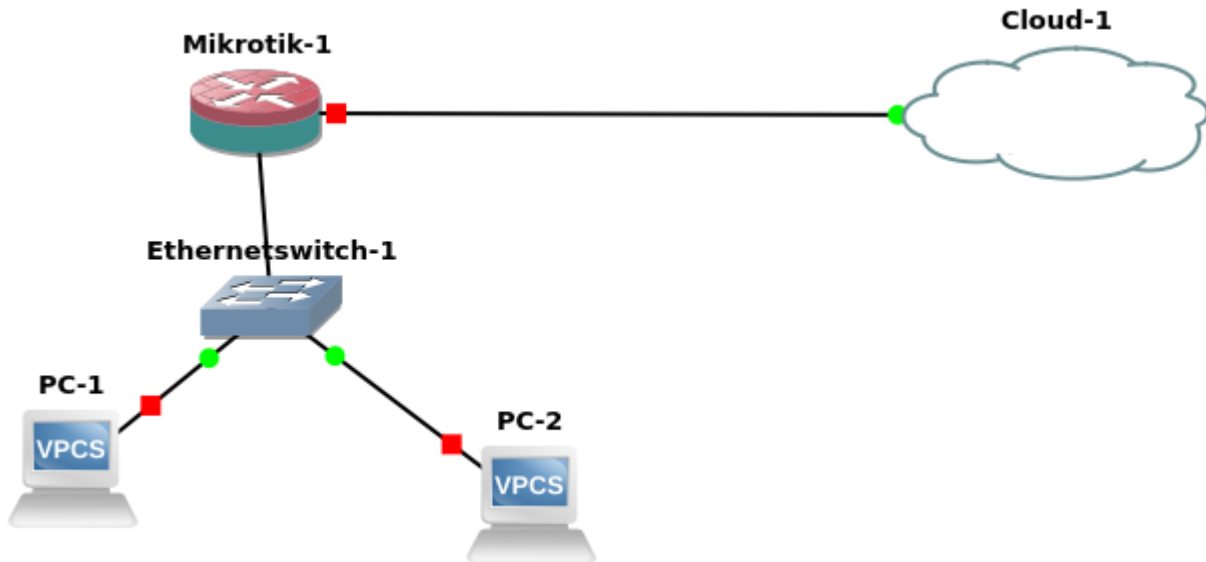 Cloud-1
Mikrotik-1
Ethernetswitch-1
PC-1
VPCS
PC-2
VPCS